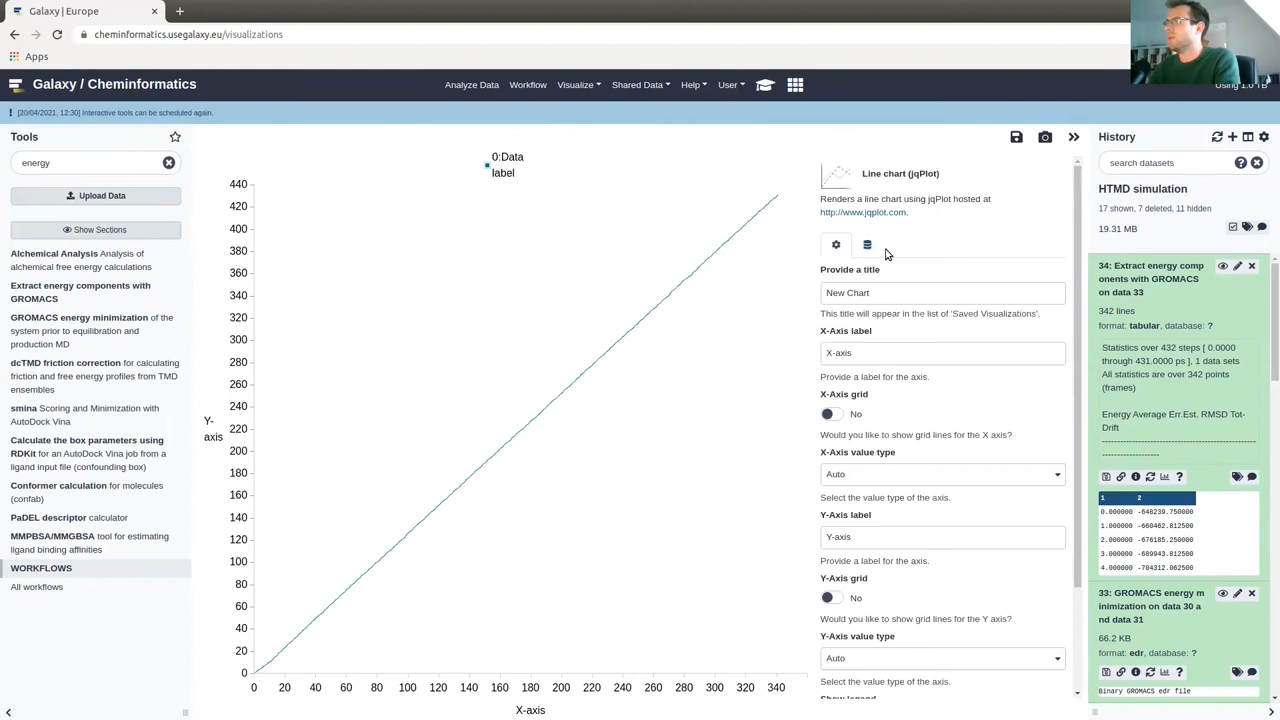 Galaxy | Europe
cheminformatics.usegalaxy.eu/visualizations
Apps
Galaxy / Cheminformatics
Analyze Data
Workflow
Visualize
Shared Data
Help
User
[20/04/2021, 12:30] Interactive tools can be scheduled again.
Tools
energy
Upload Data
Show Sections
Alchemical Analysis Analysis of
alchemical free energy calculations
Extract energy components with
GROMACS
GROMACS energy minimization of the
system prior to equilibration and
production MD
dcTMD friction correction for calculating
friction and free energy profiles from TMD
ensembles
smina Scoring and Minimization with
AutoDock Vina
Calculate the box parameters using
RDKit for an AutoDock Vina job from a
ligand input file (confounding box)
Conformer calculation for molecules
(confab)
PaDEL descriptor calculator
MMPBSA/MMGBSA tool for estimating
ligand binding affinities
WORKFLOWS
All workflows
0:Data
label
440
420
400
380
360
340
320
300
280
260
240
220
200
180
160
140
120
100
80
60
40
20
0
Y-
axis
0 20 40 60 80 100 120 140 160 180 200 220 240 260 280 300 320 340
X-axis
Line chart (jqPlot)
Renders a line chart using jqPlot hosted at
http://www.jqplot.com.
Provide a title
New Chart
This title will appear in the list of 'Saved Visualizations'.
X-Axis label
X-axis
Provide a label for the axis.
X-Axis grid
No
Would you like to show grid lines for the X axis?
X-Axis value type
Auto
Select the value type of the axis.
Y-Axis label
Y-axis
Provide a label for the axis.
Y-Axis grid
No
Would you like to show grid lines for the Y axis?
Y-Axis value type
Auto
Select the value type of the axis.
Show legend
History
search datasets
HTMD simulation
17 shown, 7 deleted, 11 hidden
19.31 MB
34: Extract energy comp
onents with GROMACS
on data 33
342 lines
format: tabular, database: ?
Statistics over 432 steps [ 0.0000
through 431.0000 ps ], 1 data sets
All statistics are over 342 points
(frames)
Energy Average Err.Est. RMSD Tot-
Drift
1 2
0.000000 -648239.750000
1.000000 -660462.812500
2.000000 -676185.250000
3.000000 -689943.812500
4.000000 -704312.062500
33: GROMACS energy m
inimization on data 30 a
nd data 31
66.2 KB
format: edr, database: ?
Binary GROMACS edr file